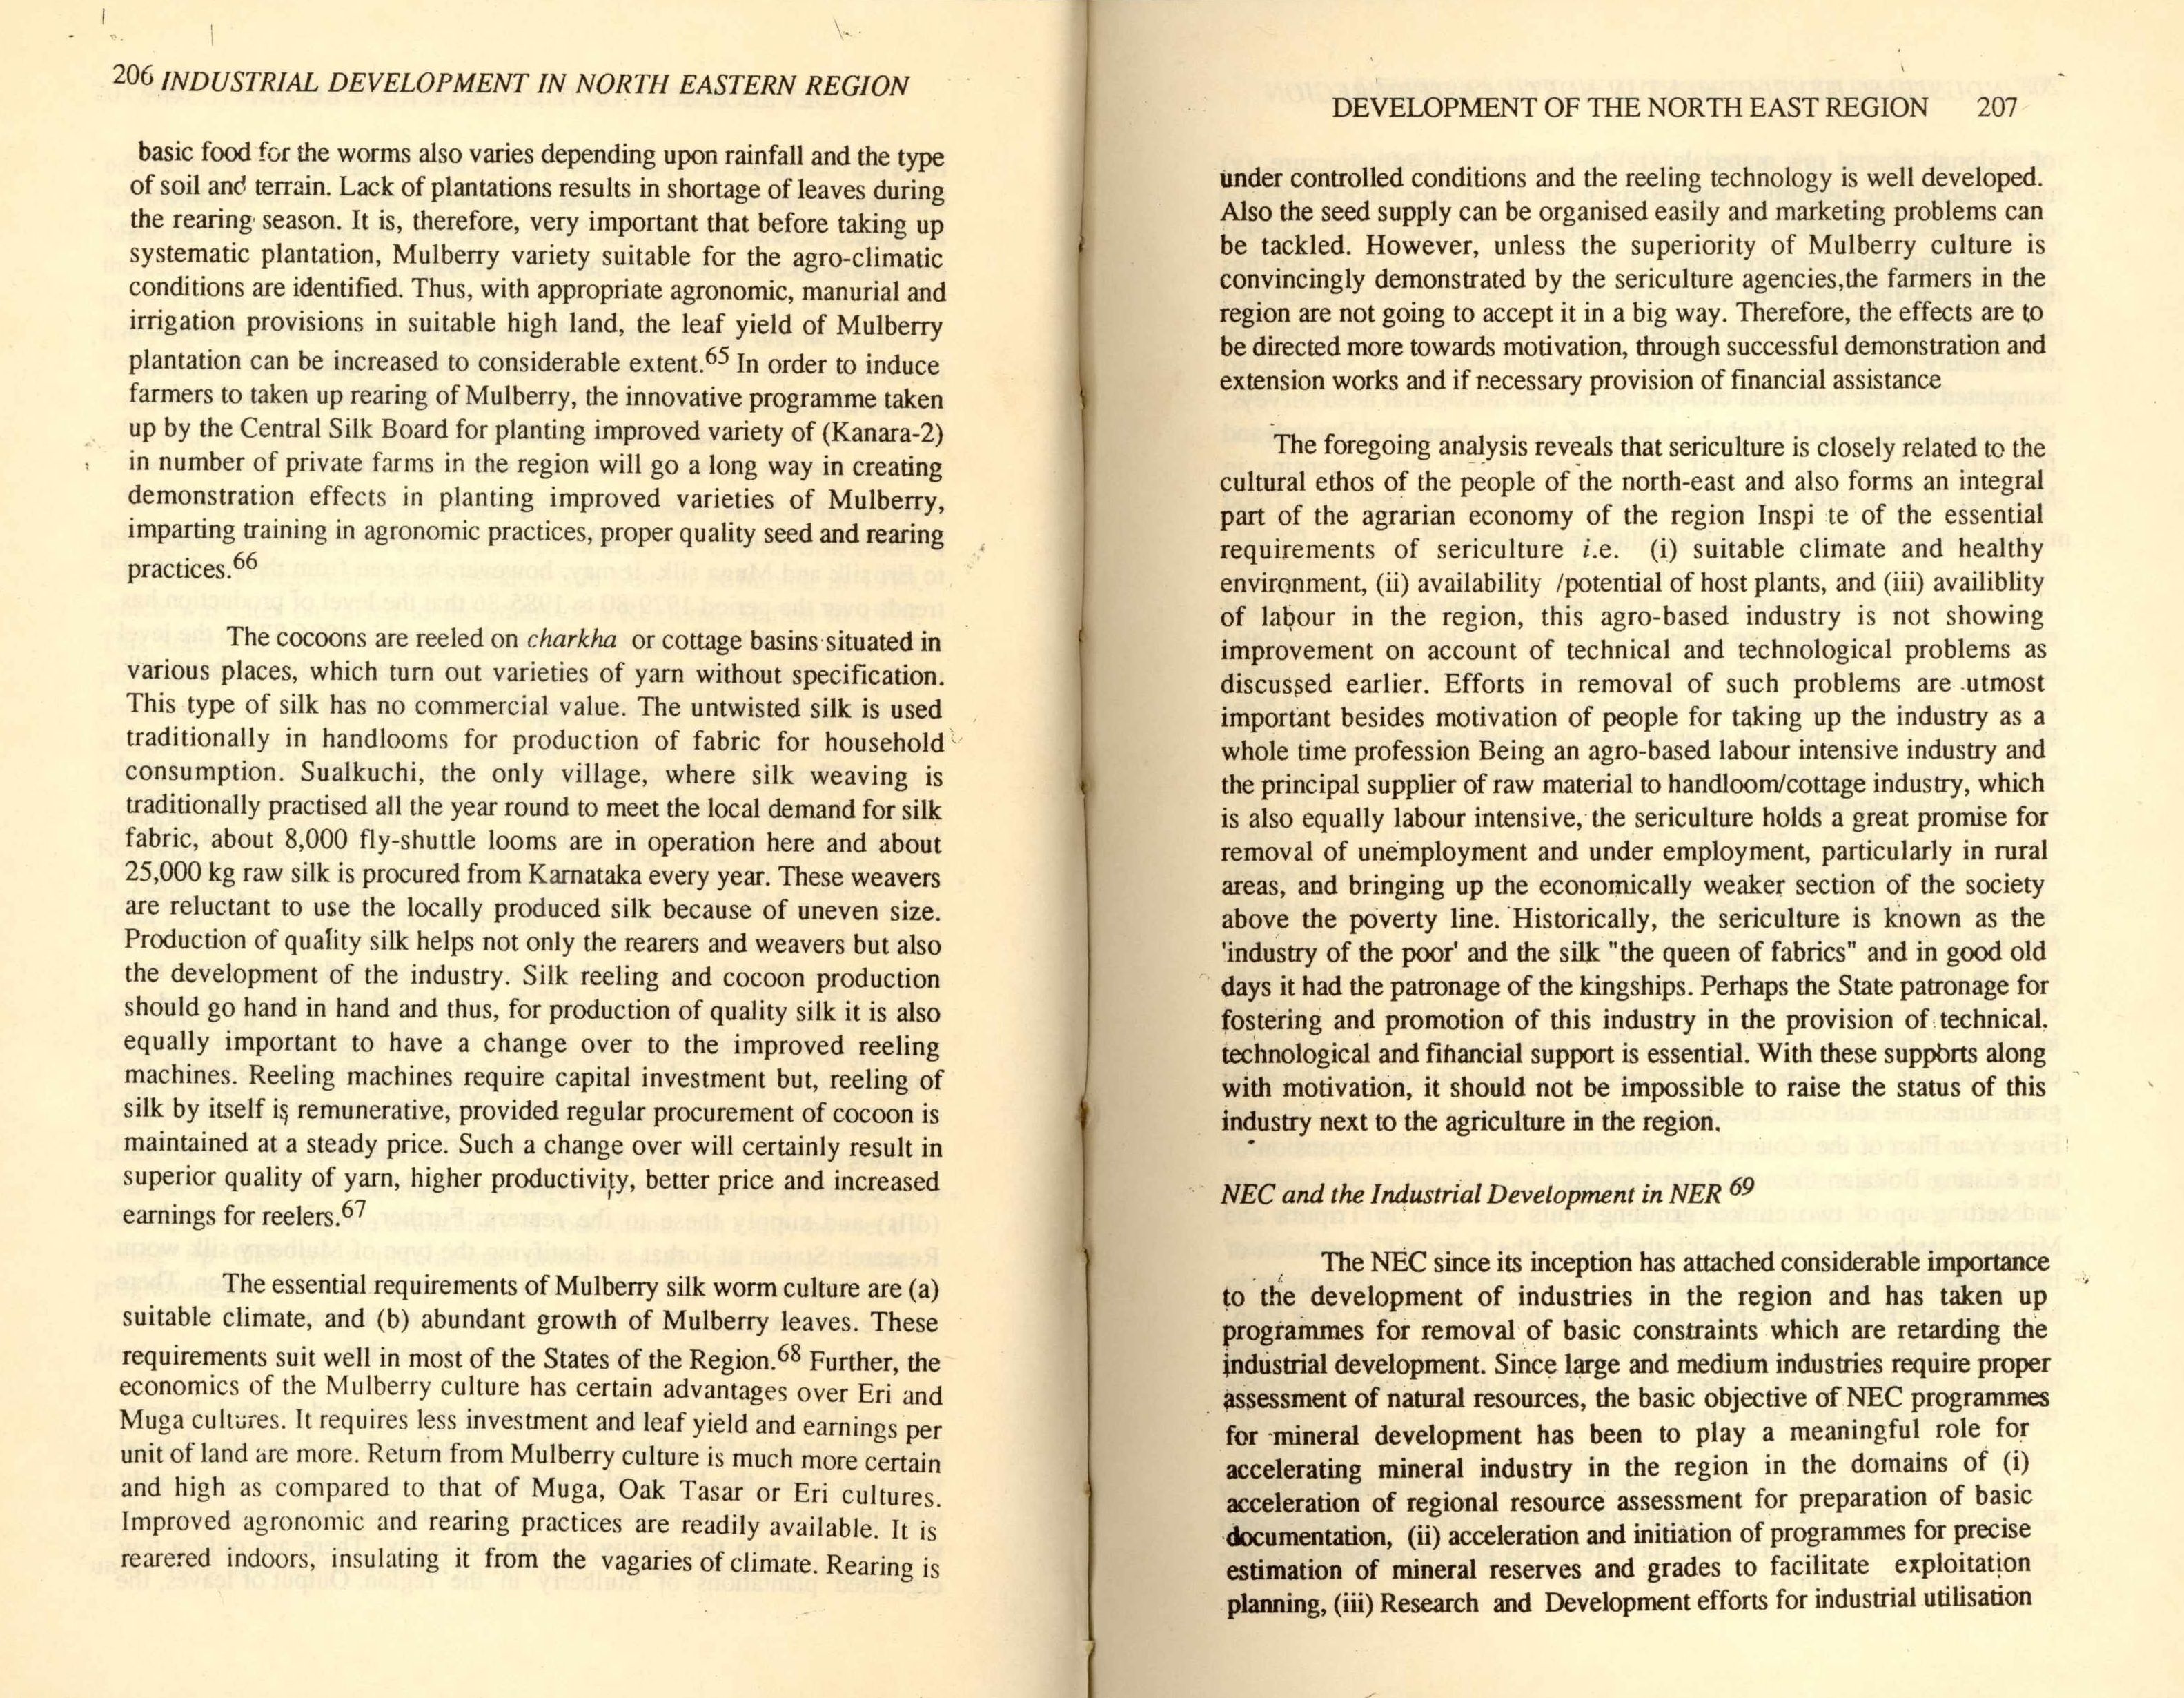 206 INDUSTRIAL DEVELOPMENT IN NORTH EASTERN REGION
basic food for the worms also varies depending upon rainfall and the type
of soil and terrain. Lack of plantations results in shortage of leaves during
the rearing season. It is, therefore, very important that before taking up
systematic plantation, Mulberry variety suitable for the agro-climatic
conditions are identified. Thus, with appropriate agronomic, manurial and
irrigation provisions in suitable high land, the leaf yield of Mulberry
plantation can be increased to considerable extent.65 In order to induce
farmers to taken up rearing of Mulberry, the innovative programme taken
up by the Central Silk Board for planting improved variety of (Kanara-2)
in number of private farms in the region will go a long way in creating
demonstration effects in planting improved varieties of Mulberry,
imparting training in agronomic practices, proper quality seed and rearing
practices.66
The cocoons are reeled on charkha or cottage basins situated in
various places, which turn out varieties of yarn without specification.
This type of silk has no commercial value. The untwisted silk is used
traditionally in handlooms for production of fabric for household
consumption. Sualkuchi, the only village, where silk weaving is
traditionally practised all the year round to meet the local demand for silk
fabric, about 8,000 fly-shuttle looms are in operation here and about
25,000 kg raw silk is procured from Karnataka every year. These weavers
are reluctant to use the locally produced silk because of uneven size.
Production of quality silk helps not only the rearers and weavers but also
the development of the industry. Silk reeling and cocoon production
should go hand in hand and thus, for production of quality silk it is also
equally important to have a change over to the improved reeling
machines. Reeling machines require capital investment but, reeling of
silk by itself is remunerative, provided regular procurement of cocoon is
maintained at a steady price. Such a change over will certainly result in
superior quality of yarn, higher productivity, better price and increased
earnings for reelers.67
The essential requirements of Mulberry silk worm culture are (a)
suitable climate, and (b) abundant growth of Mulberry leaves. These
requirements suit well in most of the States of the Region.68 Further, the
economics of the Mulberry culture has certain advantages over Eri and
Muga cultures. It requires less investment and leaf yield and earnings per
unit of land are more. Return from Mulberry culture is much more certain
and high as compared to that of Muga, Oak Tasar or Eri cultures.
Improved agronomic and rearing practices are readily available. It is
rearered indoors, insulating it from the vagaries of climate. Rearing is
DEVELOPMENT OF THE NORTH EAST REGION 207
under controlled conditions and the reeling technology is well developed.
Also the seed supply can be organised easily and marketing problems can
be tackled. However, unless the superiority of Mulberry culture is
convincingly demonstrated by the sericulture agencies,the farmers in the
region are not going to accept it in a big way. Therefore, the effects are to
be directed more towards motivation, through successful demonstration and
extension works and if necessary provision of financial assistance
The foregoing analysis reveals that sericulture is closely related to the
cultural ethos of the people of the north-east and also forms an integral
part of the agrarian economy of the region Inspi te of the essential
requirements of sericulture i.e. (i) suitable climate and healthy
environment, (ii) availability /potential of host plants, and (iii) availiblity
of labour in the region, this agro-based industry is not showing
improvement on account of technical and technological problems as
discussed earlier. Efforts in removal of such problems are utmost
important besides motivation of people for taking up the industry as a
whole time profession Being an agro-based labour intensive industry and
the principal supplier of raw material to handloom/cottage industry, which
is also equally labour intensive, the sericulture holds a great promise for
removal of unemployment and under employment, particularly in rural
areas, and bringing up the economically weaker section of the society
above the poverty line. Historically, the sericulture is known as the
'industry of the poor' and the silk "the queen of fabrics" and in good old
days it had the patronage of the kingships. Perhaps the State patronage for
fostering and promotion of this industry in the provision of technical.
technological and financial support is essential. With these supports along
with motivation, it should not be impossible to raise the status of this
industry next to the agriculture in the region.
NEC and the Industrial Development in NER 69
The NEC since its inception has attached considerable importance
to the development of industries in the region and has taken up
programmes for removal of basic constraints which are retarding the
industrial development. Since large and medium industries require proper
assessment of natural resources, the basic objective of NEC programmes
for mineral development has been to play a meaningful role for
accelerating mineral industry in the region in the domains of (i)
acceleration of regional resource assessment for preparation of basic
documentation, (ii) acceleration and initiation of programmes for precise
estimation of mineral reserves and grades to facilitate exploitation
planning, (iii) Research and Development efforts for industrial utilisation